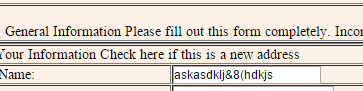 General Information Please fill out this form completely. Incor
Your Information Check here if this is a new address
Name: askasdklj&8(hdkjs